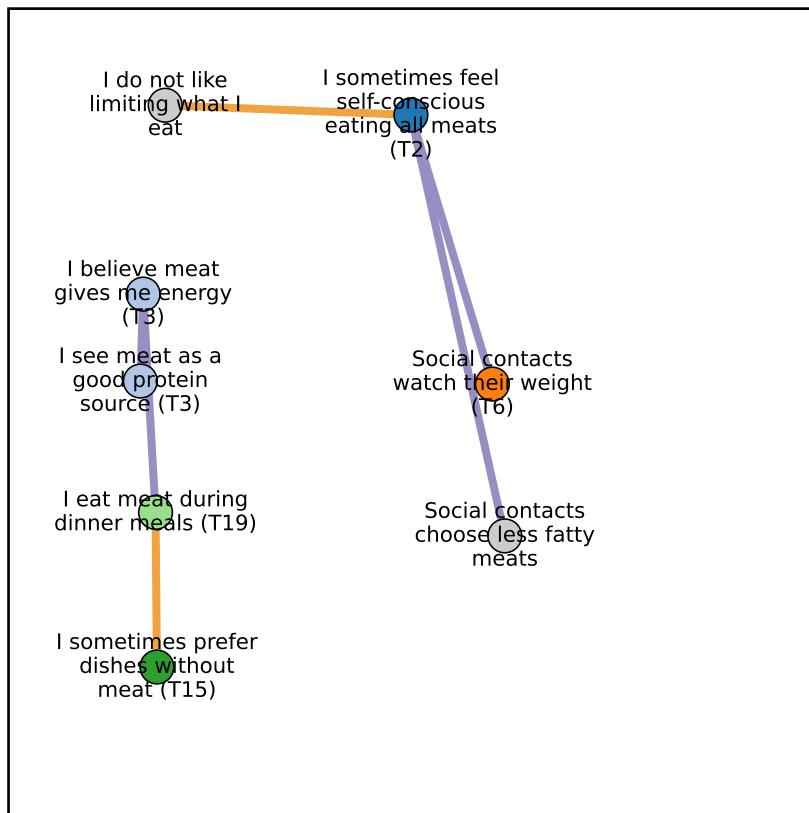 I do not like
limiting what I
eat
I sometimes feel
self-conscious
eating all meats
(T2)
I believe meat
gives me energy
(T3)
I see meat as a
good protein
source (T3)
Social contacts
watch their weight
(T6)
I eat meat during
dinner meals (T19)
Social contacts
choose less fatty
meats
I sometimes prefer
dishes without
meat (T15)